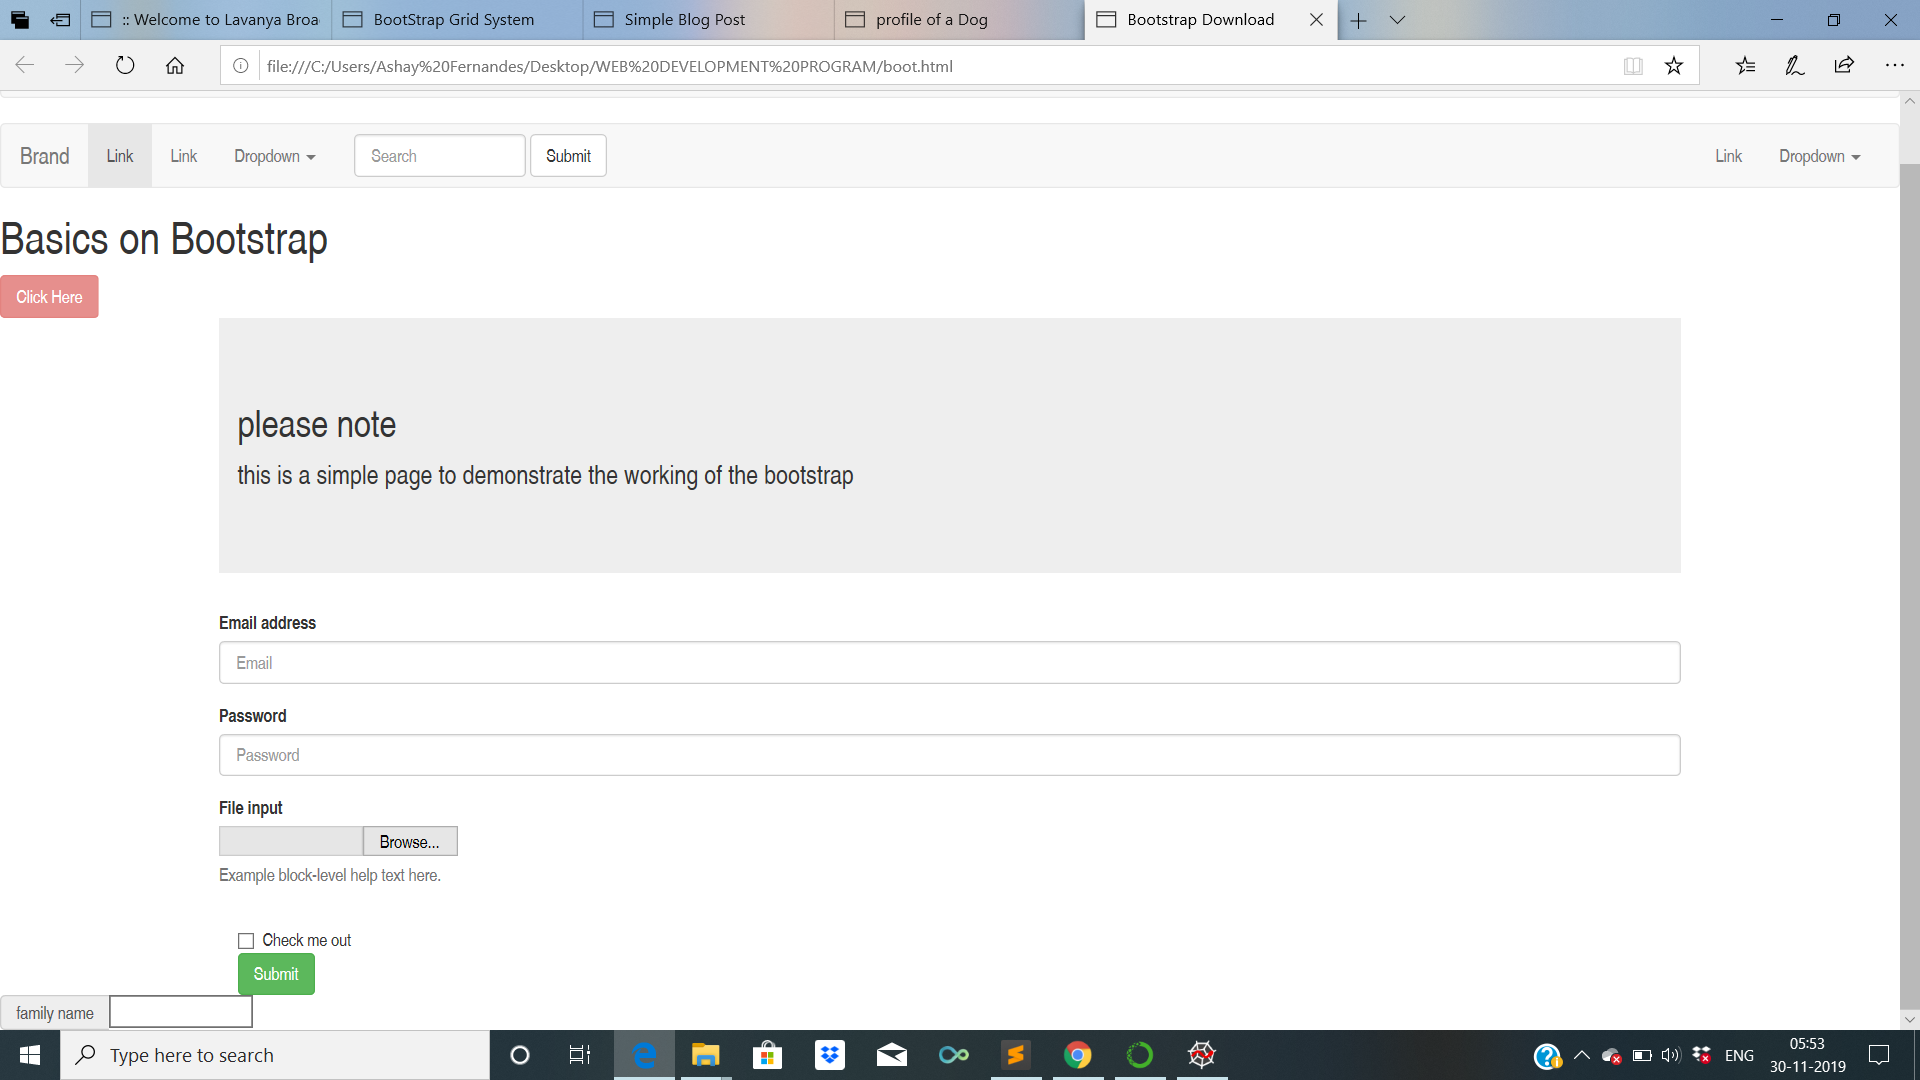 :: Welcome to Lavanya Broa
BootStrap Grid System
Simple Blog Post
profile of a Dog
Bootstrap Download
file:///C:/Users/Ashay%20Fernandes/Desktop/WEB%20DEVELOPMENT%20PROGRAM/boot.html
Brand Link Link Dropdown Search Submit Link Dropdown
Basics on Bootstrap
Click Here
please note
this is a simple page to demonstrate the working of the bootstrap
Email address
Email
Password
Password
File input
Browse...
Example block-level help text here.
Check me out
Submit
family name
Type here to search
ENG
05:53
30-11-2019